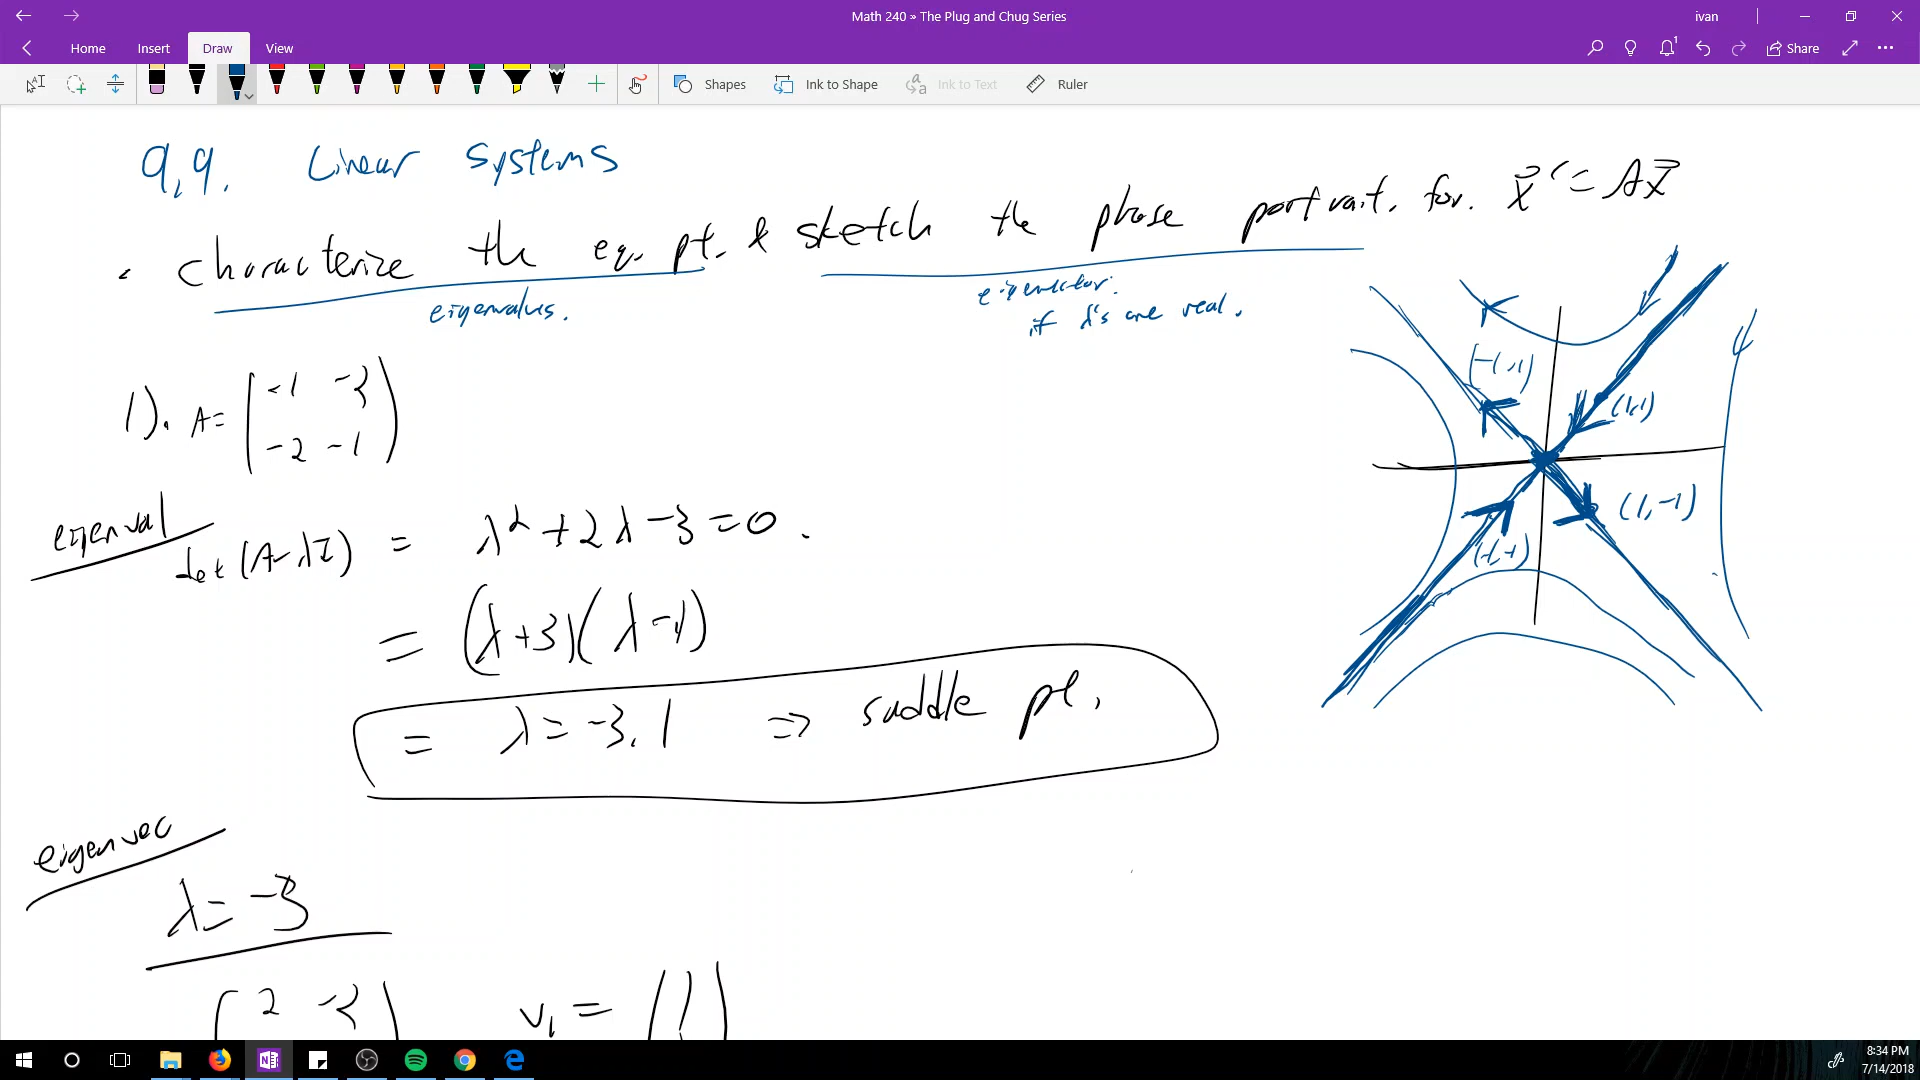 Math 240 » The Plug and Chug Series
ivan
Home Insert Draw View
1
Share
Shapes
Ink to Shape
Ink to Text
Ruler
9.9. Linear Systems
• characterize the eq. pt. & sketch the phase portrait. for. x⃗' = Ax⃗
eigenvalues.
eigenvector.
if λ's are real.
1). A =
-1
-2 -1
(-1,1)
(1,1)
(1,-1)
eigenval
det(A-λI) = λ² + 2λ - 3 = 0.
= (λ+3)(λ-1)
= λ = -3, 1 ⇒ saddle pt.
eigenvec
λ = -3
2
v₁ =
8:34 PM
7/14/2018